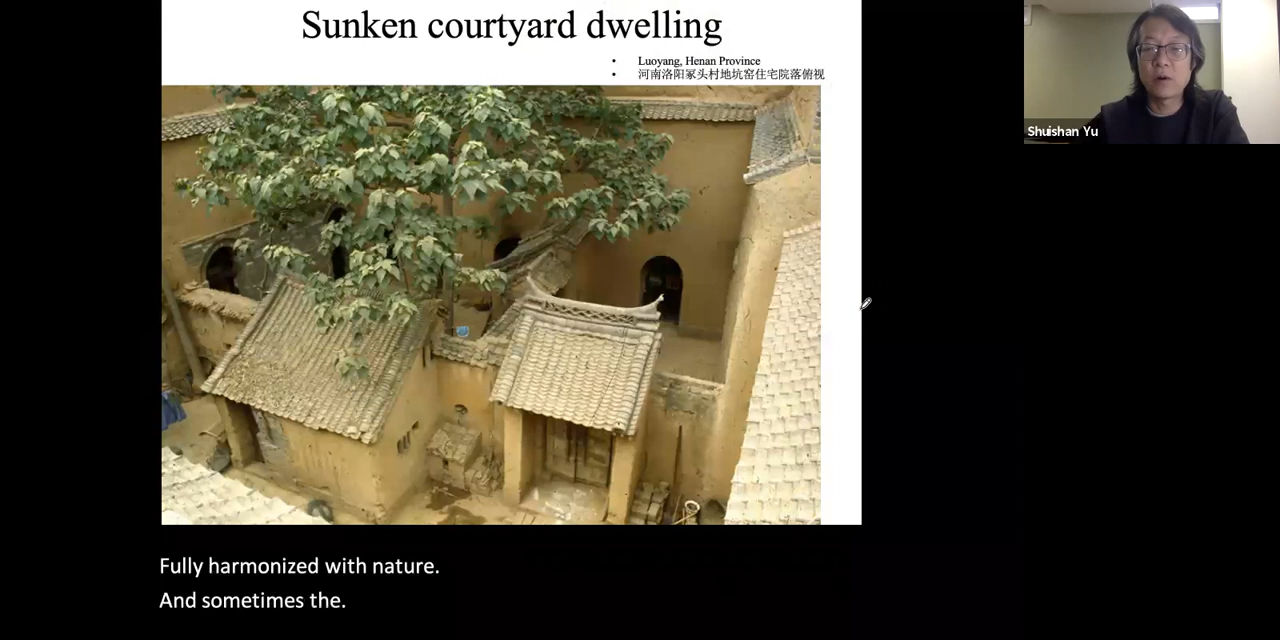 Sunken courtyard dwelling
• Luoyang, Henan Province
• 河南洛阳冢头村地坑窑住宅院落俯视
Shuishan Yu
Fully harmonized with nature.
And sometimes the.